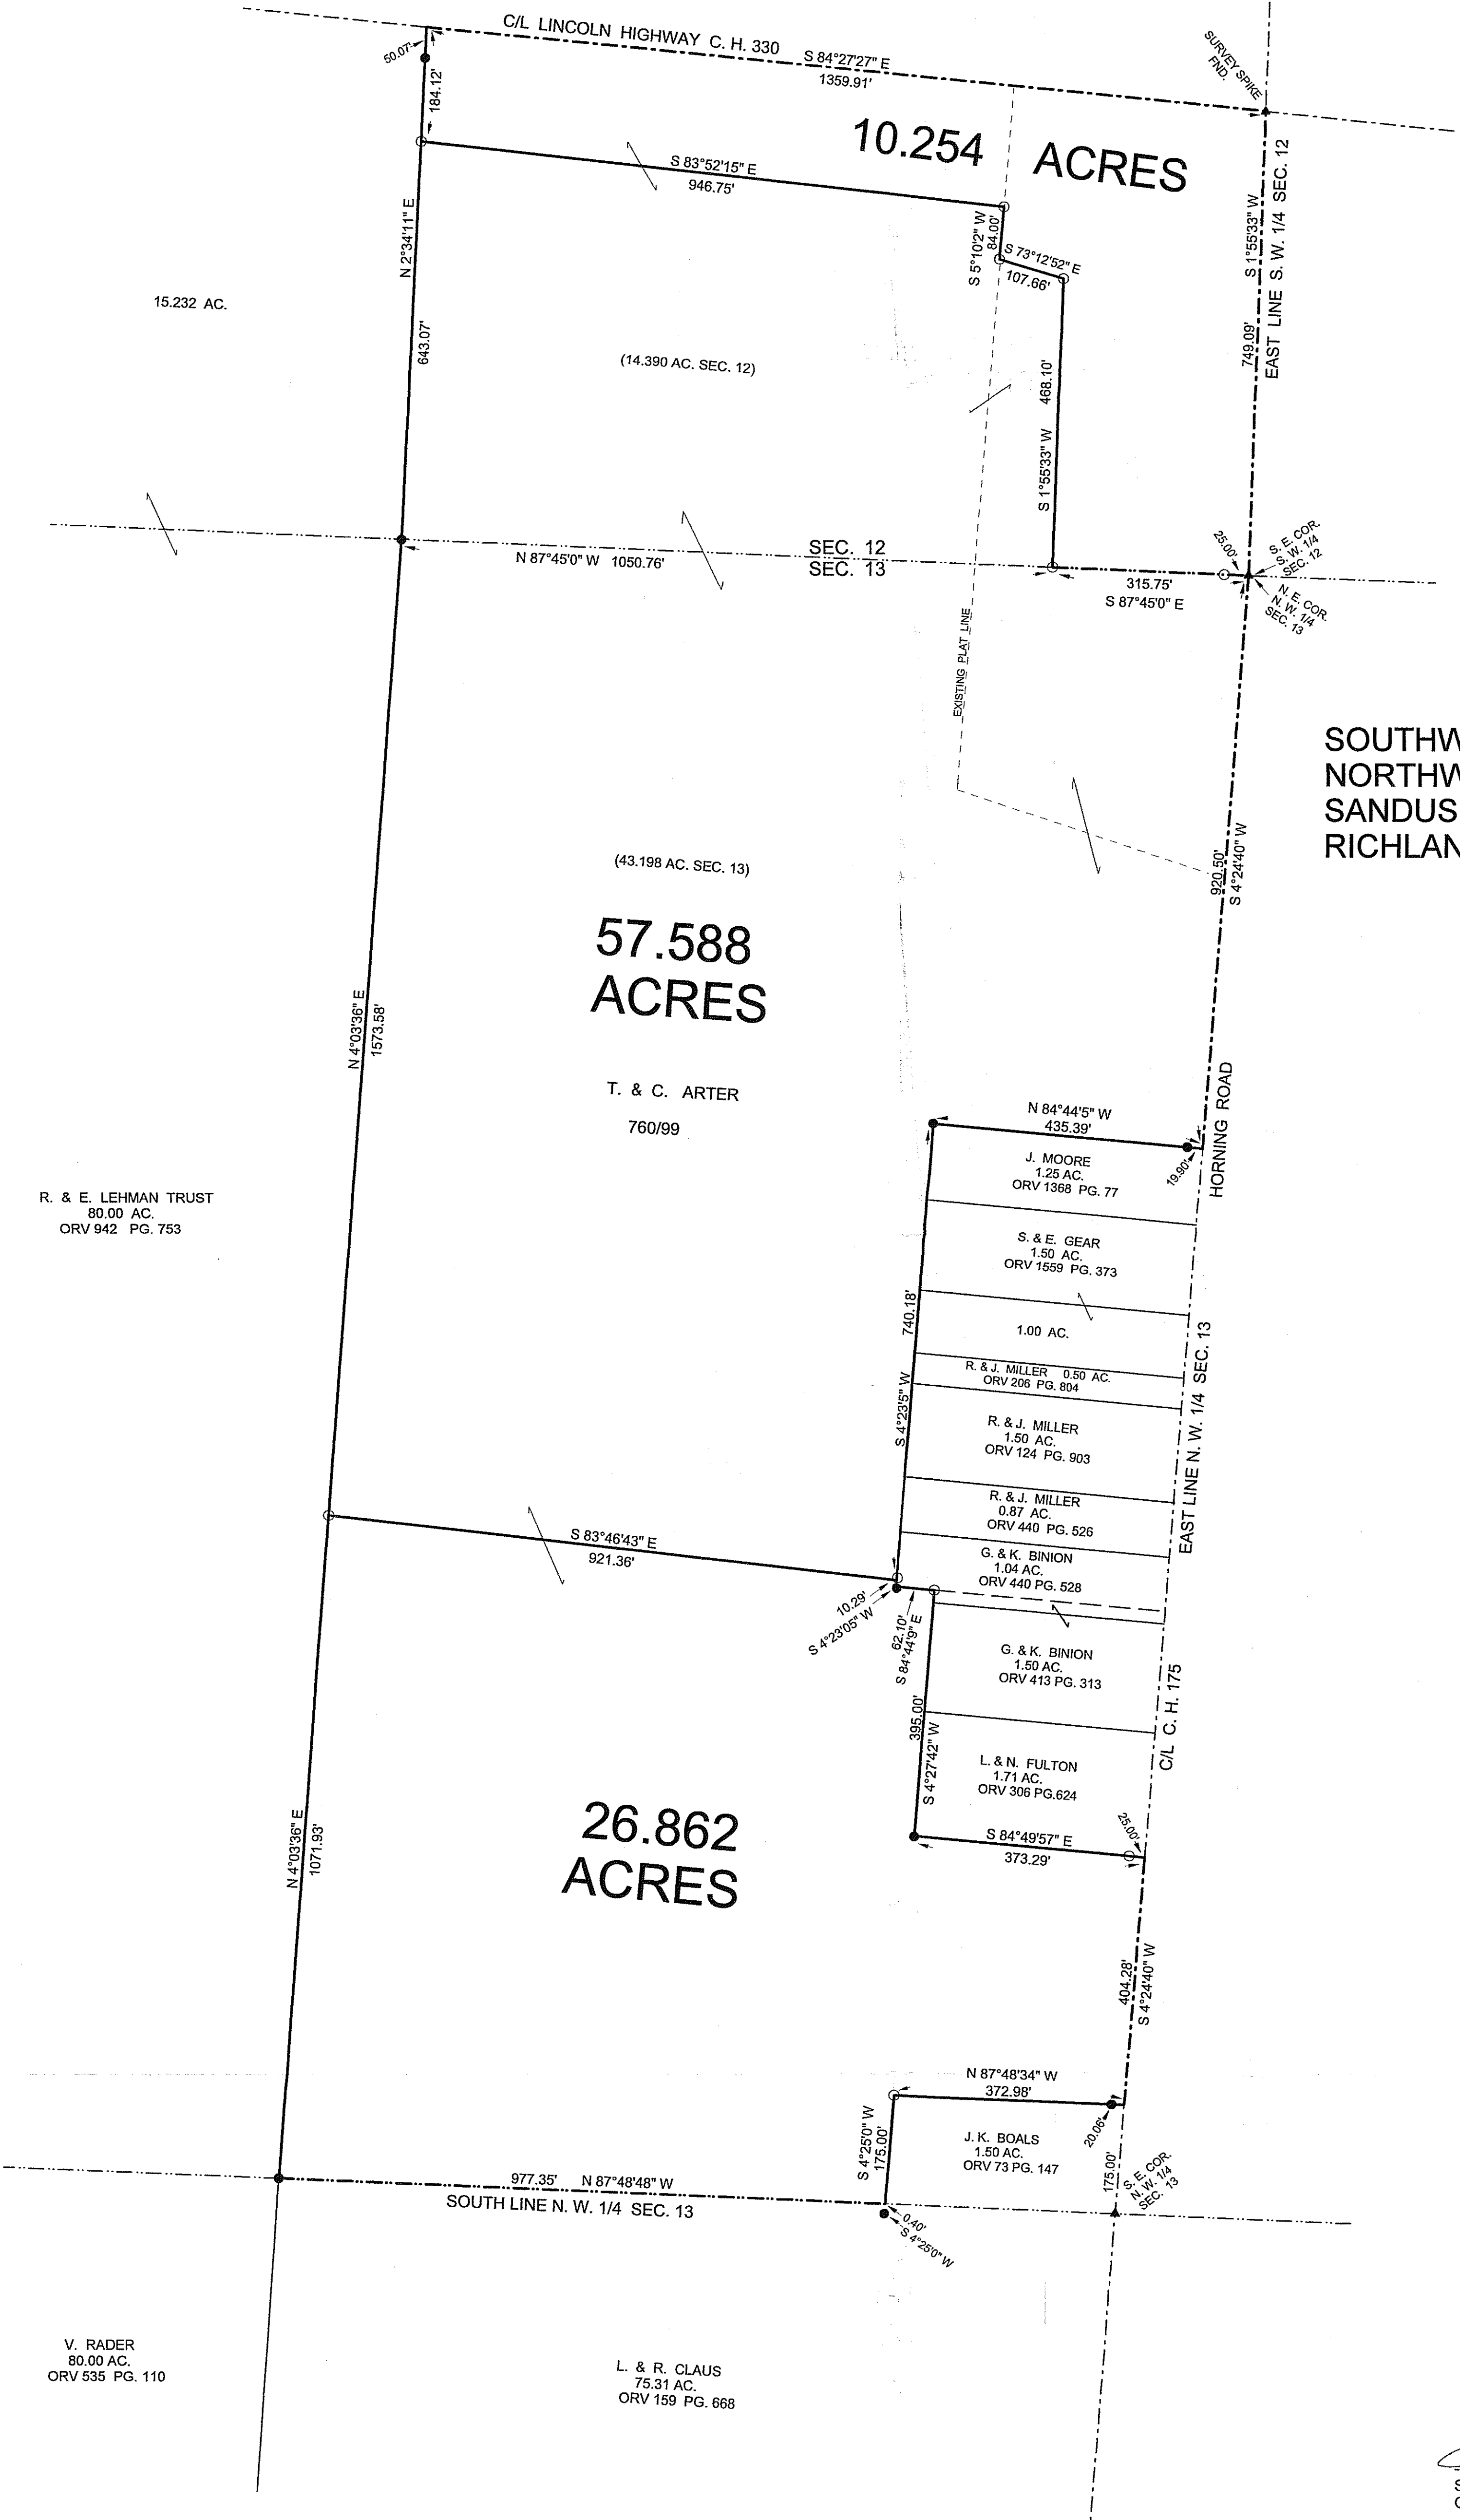 C/L LINCOLN HIGHWAY C. H. 330
S 84°27'27" E
1359.91'
SURVEY SPIKE
FND.
50.07'
184.12'
10.254 ACRES
S 83°52'15" E
946.75'
S 5°10'2" W
84.00'
S 73°12'52" E
107.66'
N 2°34'11" E
643.07'
S 1°55'33" W
749.09'
EAST LINE S. W. 1/4 SEC. 12
15.232 AC.
(14.390 AC. SEC. 12)
S 1°55'33" W 468.10'
N 87°45'0" W 1050.76'
SEC. 12
SEC. 13
315.75'
S 87°45'0" E
25.00'
S. E. COR.
S. W. 1/4
SEC. 12
N. E. COR.
N. W. 1/4
SEC. 13
EXISTING PLAT LINE
SOUTHW
NORTHW
SANDUS
RICHLAN
920.50'
S 4°24'40" W
(43.198 AC. SEC. 13)
57.588
ACRES
N 4°03'36" E
1573.58'
T. & C. ARTER
760/99
N 84°44'5" W
435.39'
19.90'
HORNING ROAD
J. MOORE
1.25 AC.
ORV 1368 PG. 77
R. & E. LEHMAN TRUST
80.00 AC.
ORV 942 PG. 753
S. & E. GEAR
1.50 AC.
ORV 1559 PG. 373
740.18'
S 4°23'5" W
1.00 AC.
EAST LINE N. W. 1/4 SEC. 13
R. & J. MILLER 0.50 AC.
ORV 206 PG. 804
R. & J. MILLER
1.50 AC.
ORV 124 PG. 903
R. & J. MILLER
0.87 AC.
ORV 440 PG. 526
S 83°46'43" E
921.36'
G. & K. BINION
1.04 AC.
ORV 440 PG. 528
10.29'
S 4°23'05" W
62.10'
S 84°44'9" E
G. & K. BINION
1.50 AC.
ORV 413 PG. 313
395.00'
S 4°27'42" W
C/L C. H. 175
L. & N. FULTON
1.71 AC.
ORV 306 PG.624
26.862
ACRES
N 4°03'36" E
1071.93'
S 84°49'57" E
373.29'
25.00'
404.28'
S 4°24'40" W
N 87°48'34" W
372.98'
20.06'
S 4°25'0" W
175.00'
J. K. BOALS
1.50 AC.
ORV 73 PG. 147
175.00'
S. E. COR.
N. W. 1/4
SEC. 13
977.35' N 87°48'48" W
SOUTH LINE N. W. 1/4 SEC. 13
0.40'
S 4°25'0" W
V. RADER
80.00 AC.
ORV 535 PG. 110
L. & R. CLAUS
75.31 AC.
ORV 159 PG. 668